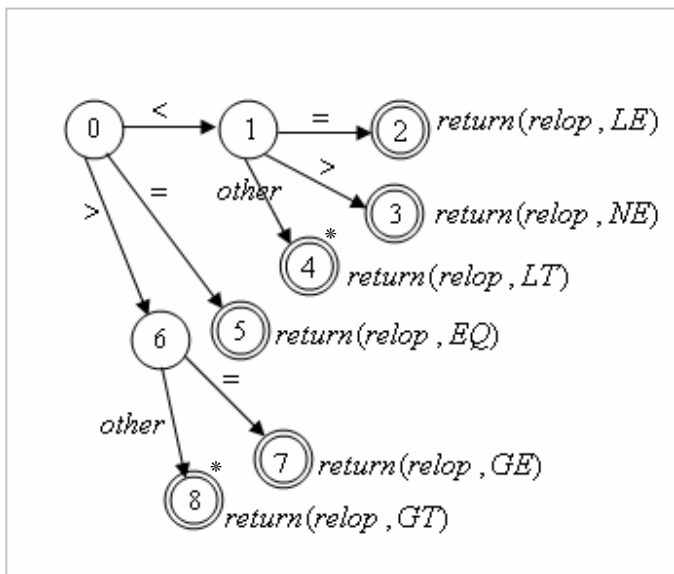 <
0
1
=
2
return(relop , LE)
>
=
other
>
3
return(relop , NE)
*
4
return(relop , LT)
5
return(relop , EQ)
6
=
other
*
7
return(relop , GE)
8
return(relop , GT)